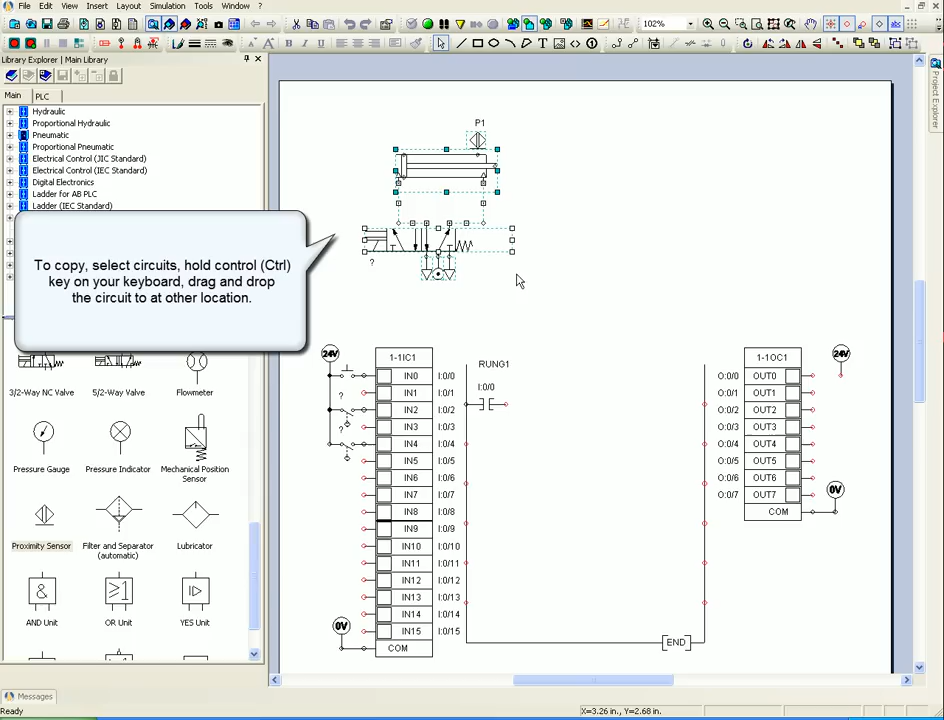 File Edit View Insert Layout Simulation Tools Window Help
102%
Library Explorer | Main Library
Main PLC
Hydraulic
Proportional Hydraulic
Pneumatic
Proportional Pneumatic
Electrical Control (JIC Standard)
Electrical Control (IEC Standard)
Digital Electronics
Ladder for AB PLC
Ladder (IEC Standard)
To copy, select circuits, hold control (Ctrl)
key on your keyboard, drag and drop
the circuit to at other location.
3/2-Way NC Valve 5/2-Way Valve Flowmeter
Pressure Gauge Pressure Indicator Mechanical Position
Sensor
Proximity Sensor Filter and Separator
(automatic) Lubricator
& ≥1
AND Unit OR Unit YES Unit
P1
?
24V 1-1IC1
IN0 I:0/0
? IN1 I:0/1
IN2 I:0/2
? IN3 I:0/3
IN4 I:0/4
IN5 I:0/5
IN6 I:0/6
IN7 I:0/7
IN8 I:0/8
IN9 I:0/9
IN10 I:0/10
IN11 I:0/11
IN12 I:0/12
IN13 I:0/13
IN14 I:0/14
0V IN15 I:0/15
COM
RUNG1
I:0/0
END
1-1OC1 24V
O:0/0 OUT0
O:0/1 OUT1
O:0/2 OUT2
O:0/3 OUT3
O:0/4 OUT4
O:0/5 OUT5
O:0/6 OUT6
O:0/7 OUT7
0V
COM
Project Explorer
Messages
Ready X=3.26 in., Y=2.68 in.